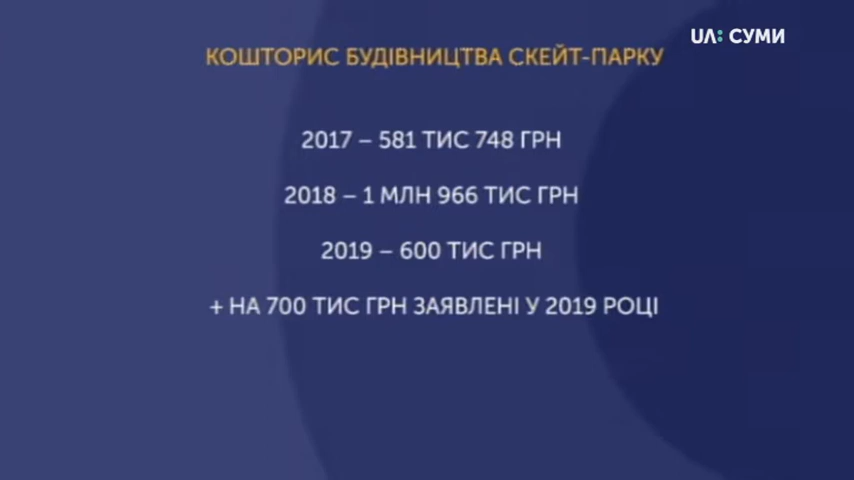 UA: СУМИ
КОШТОРИС БУДІВНИЦТВА СКЕЙТ-ПАРКУ
2017 – 581 ТИС 748 ГРН
2018 – 1 МЛН 966 ТИС ГРН
2019 – 600 ТИС ГРН
+ НА 700 ТИС ГРН ЗАЯВЛЕНІ У 2019 РОЦІ